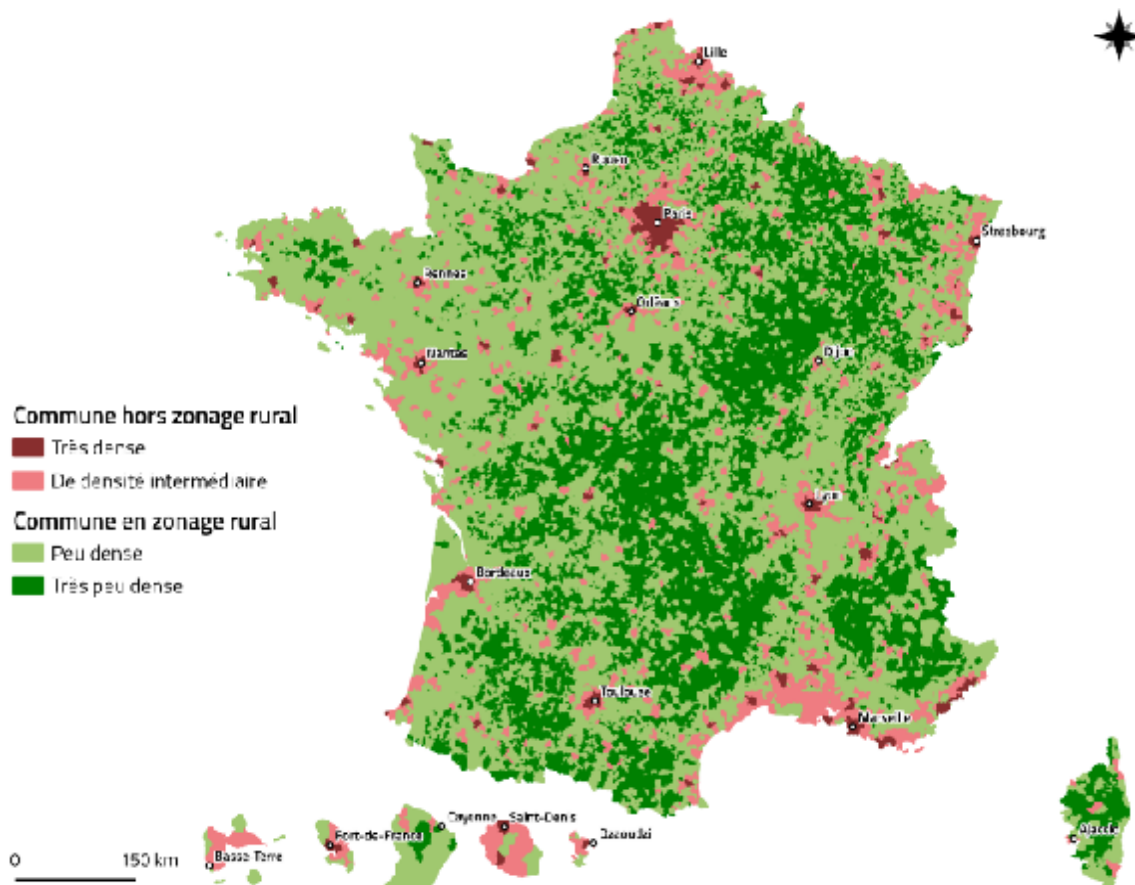 Lille
Rouen
Paris
Strasbourg
Rennes
Orléans
Nantes
Dijon
Commune hors zonage rural
Très dense
De densité intermédiaire
Lyon
Commune en zonage rural
Peu dense
Très peu dense
Bordeaux
Toulouse
Marseille
Cayenne
Saint-Denis
Fort-de-France
Dzaoudzi
Ajaccio
Basse-Terre
0 150 km